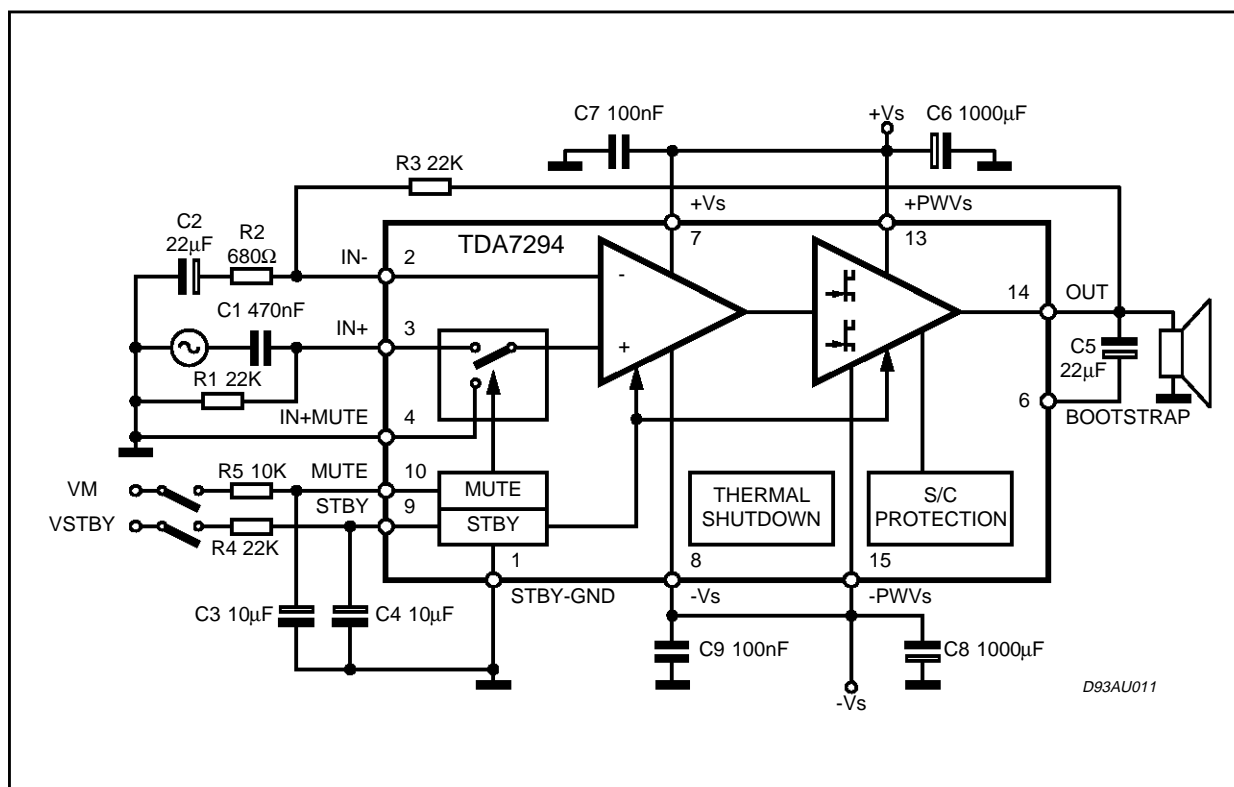 C7 100nF
+Vs
C6 1000µF
R3 22K
+Vs
+PWVs
C2
22µF
R2
680Ω
TDA7294
7
13
IN-
2
-
C1 470nF
IN+
3
+
14
OUT
C5
22µF
R1 22K
6
BOOTSTRAP
IN+MUTE
4
VM
R5 10K
MUTE
10
MUTE
THERMAL
SHUTDOWN
S/C
PROTECTION
VSTBY
R4 22K
STBY
9
STBY
1
STBY-GND
8
-Vs
15
-PWVs
C3 10µF
C4 10µF
C9 100nF
C8 1000µF
-Vs
D93AU011